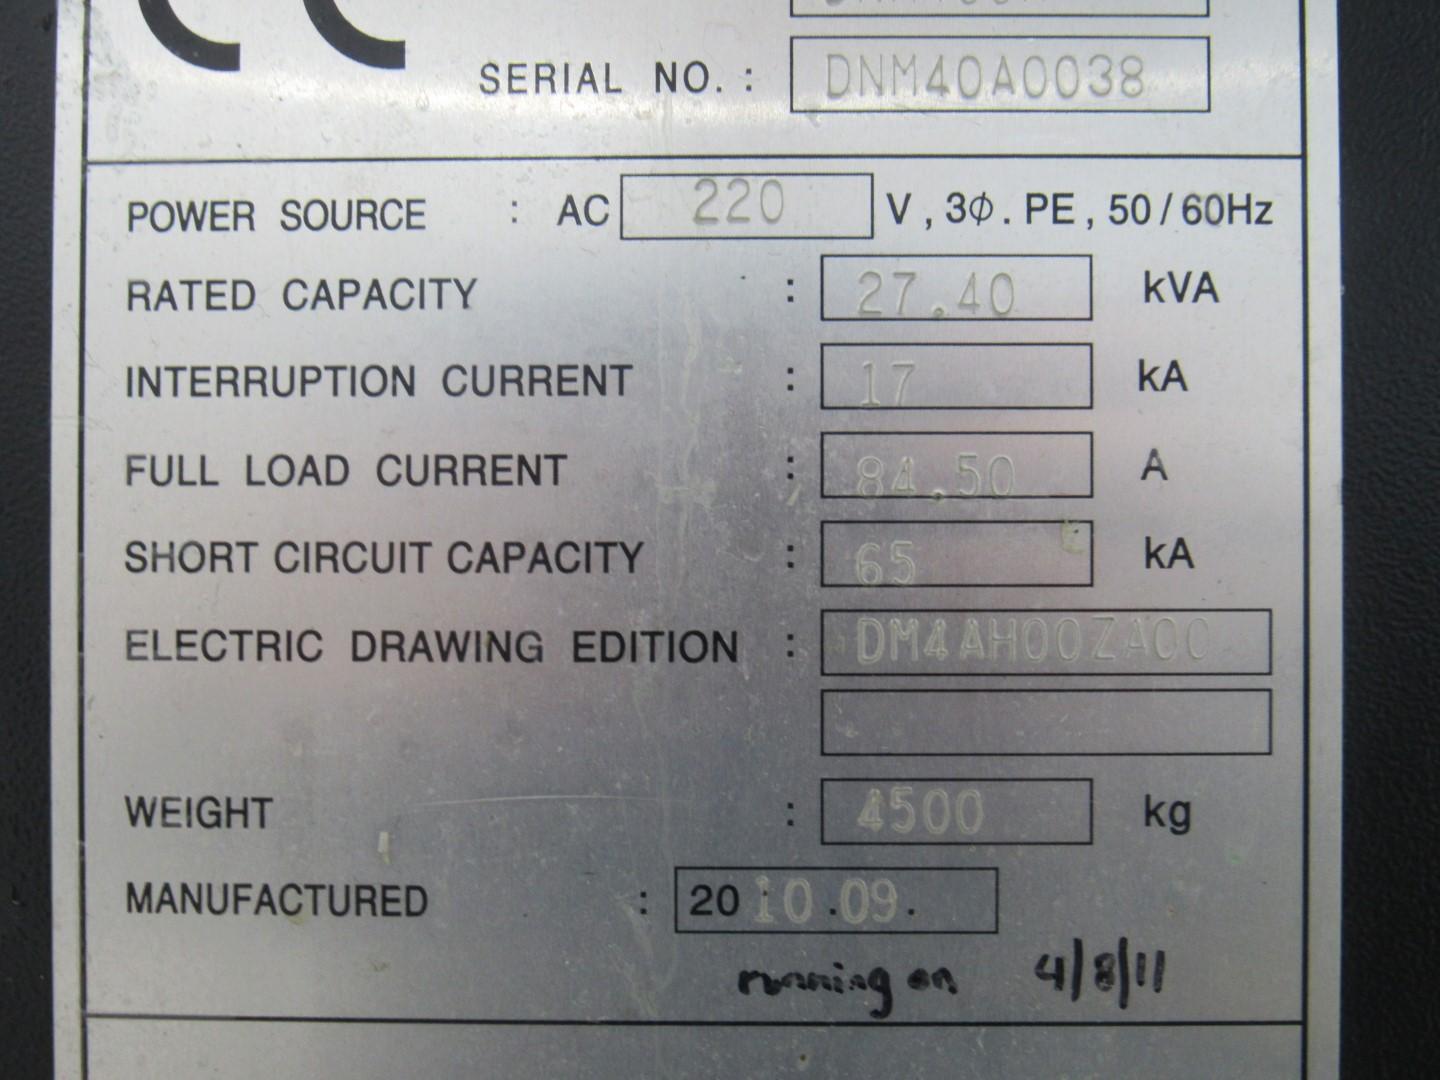 SERIAL NO. : DNM40A0038
POWER SOURCE : AC 220 V , 3Φ . PE , 50 / 60Hz
RATED CAPACITY : 27.40 kVA
INTERRUPTION CURRENT : 17 kA
FULL LOAD CURRENT : 84.50 A
SHORT CIRCUIT CAPACITY : 65 kA
ELECTRIC DRAWING EDITION : DM4AH00ZA00
WEIGHT : 4500 kg
MANUFACTURED : 2010.09.
running on 4/8/11